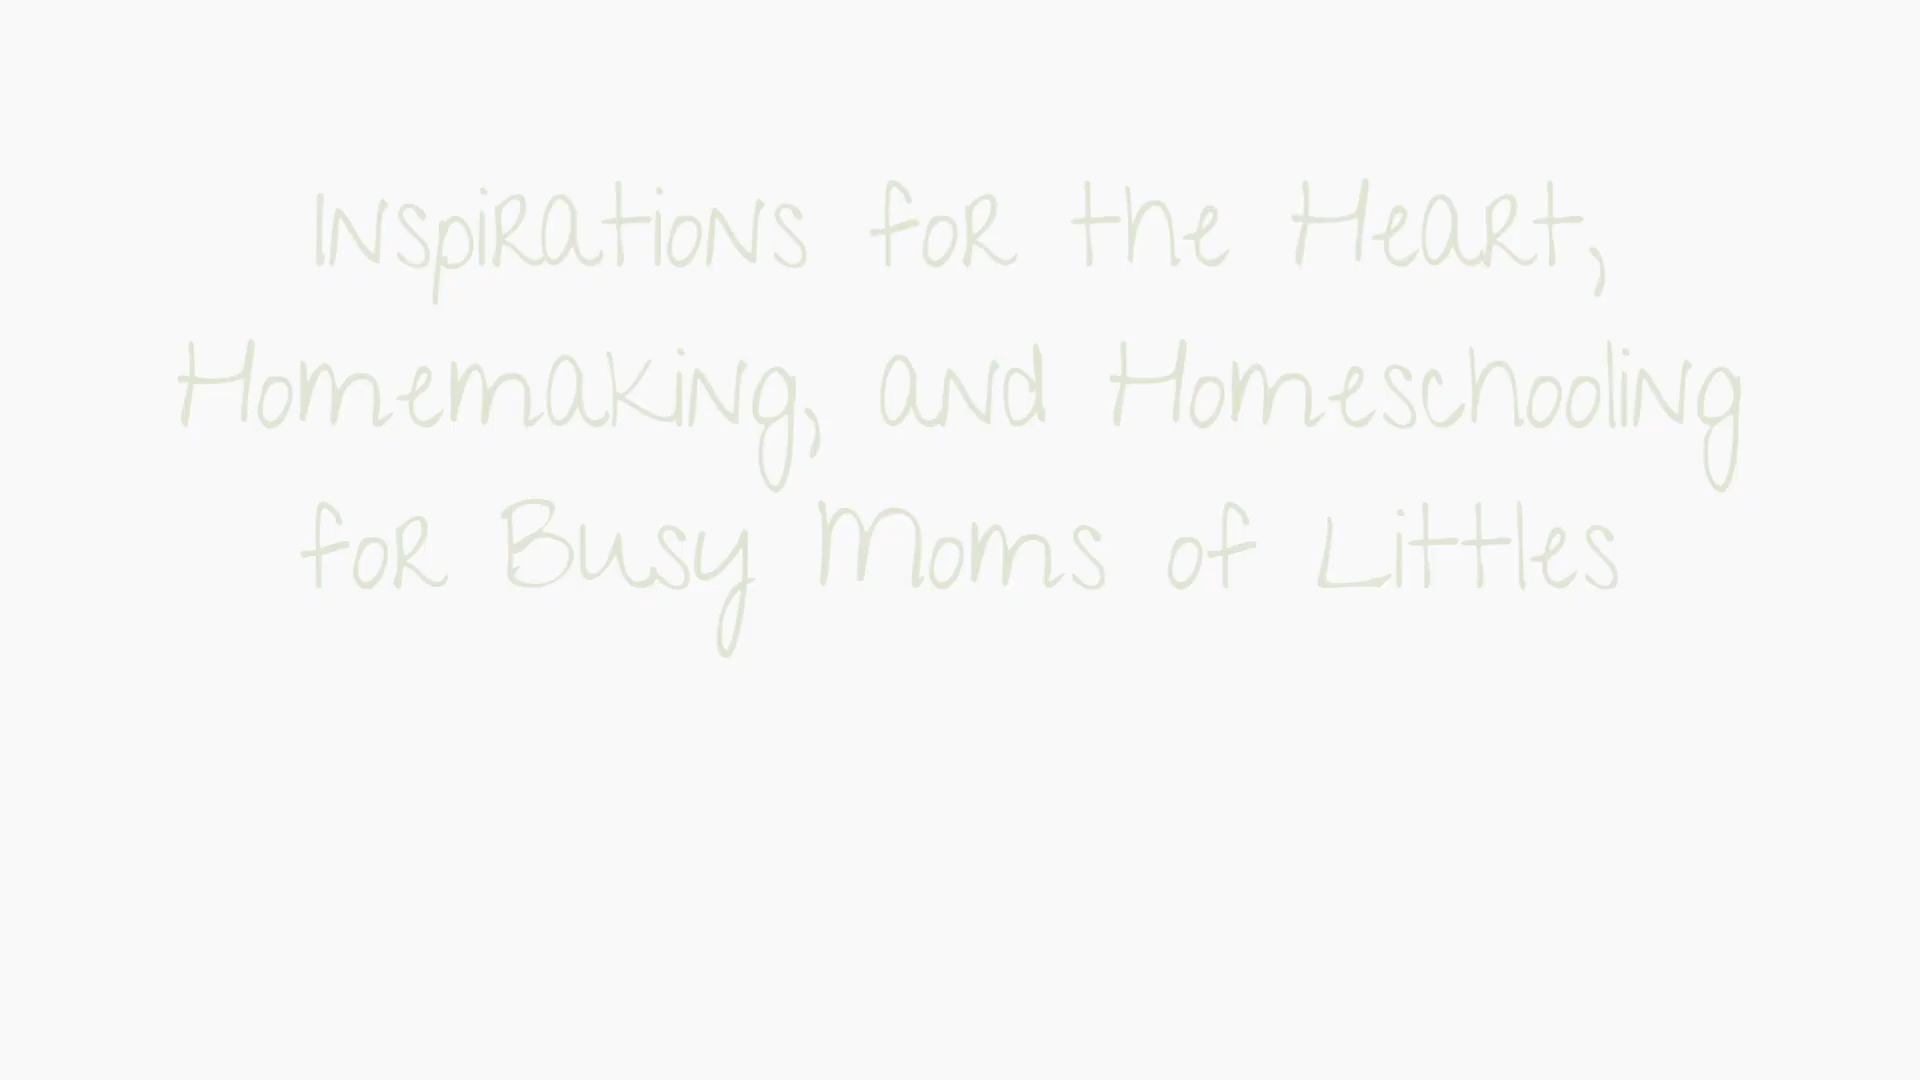 Inspirations for the Heart,
Homemaking, and Homeschooling
for Busy Moms of Littles